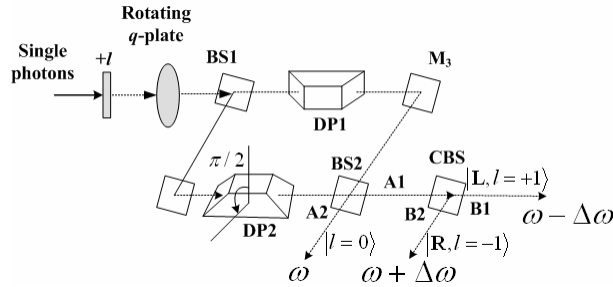 Rotating
q-plate
Single
photons
+l
BS1
M₃
DP1
π/2
BS2
CBS
A1
|L, l = +1⟩
A2
B2
B1
DP2
|l = 0⟩
|R, l = −1⟩
ω − Δω
ω
ω + Δω